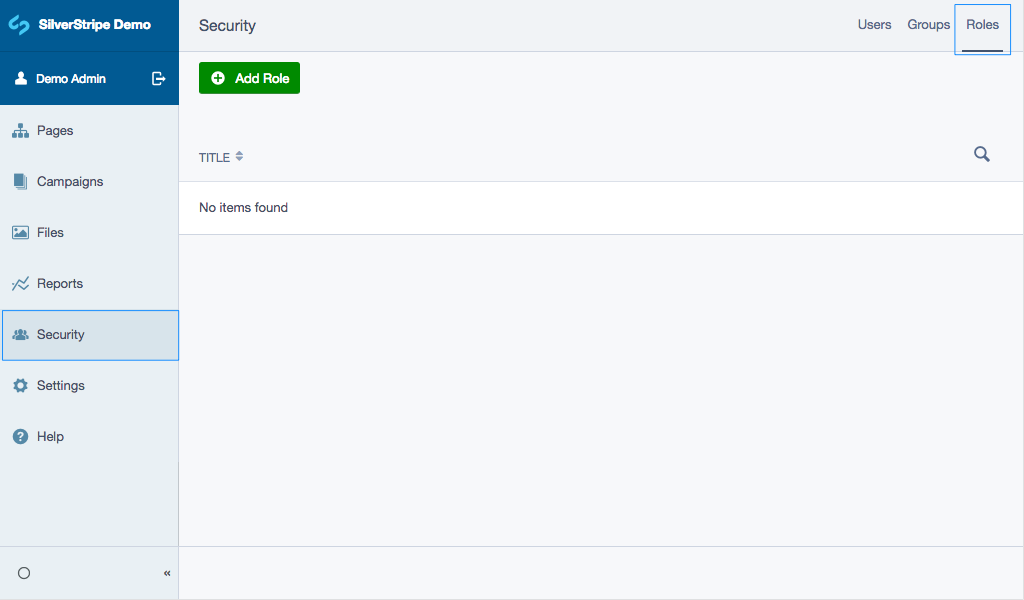 SilverStripe Demo
Security
Users
Groups
Roles
Demo Admin
Add Role
Pages
Campaigns
Files
Reports
Security
Settings
Help
TITLE
No items found
«